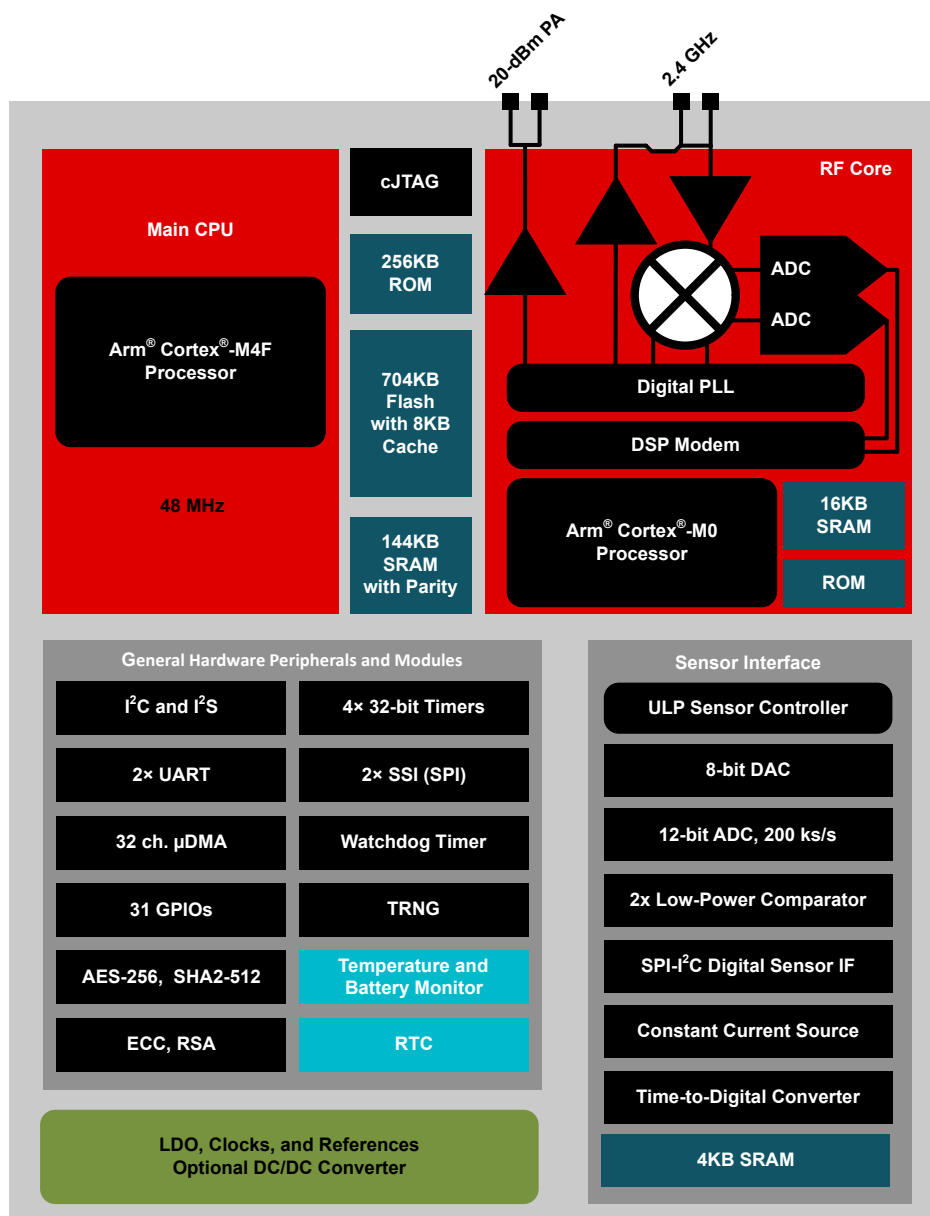 20-dBm PA
2.4 GHz
Main CPU
Arm® Cortex®-M4F
Processor
48 MHz
cJTAG
256KB
ROM
704KB
Flash
with 8KB
Cache
144KB
SRAM
with Parity
RF Core
ADC
ADC
Digital PLL
DSP Modem
Arm® Cortex®-M0
Processor
16KB
SRAM
ROM
General Hardware Peripherals and Modules
I²C and I²S
4× 32-bit Timers
2× UART
2× SSI (SPI)
32 ch. µDMA
Watchdog Timer
31 GPIOs
TRNG
AES-256, SHA2-512
Temperature and
Battery Monitor
ECC, RSA
RTC
LDO, Clocks, and References
Optional DC/DC Converter
Sensor Interface
ULP Sensor Controller
8-bit DAC
12-bit ADC, 200 ks/s
2x Low-Power Comparator
SPI-I²C Digital Sensor IF
Constant Current Source
Time-to-Digital Converter
4KB SRAM